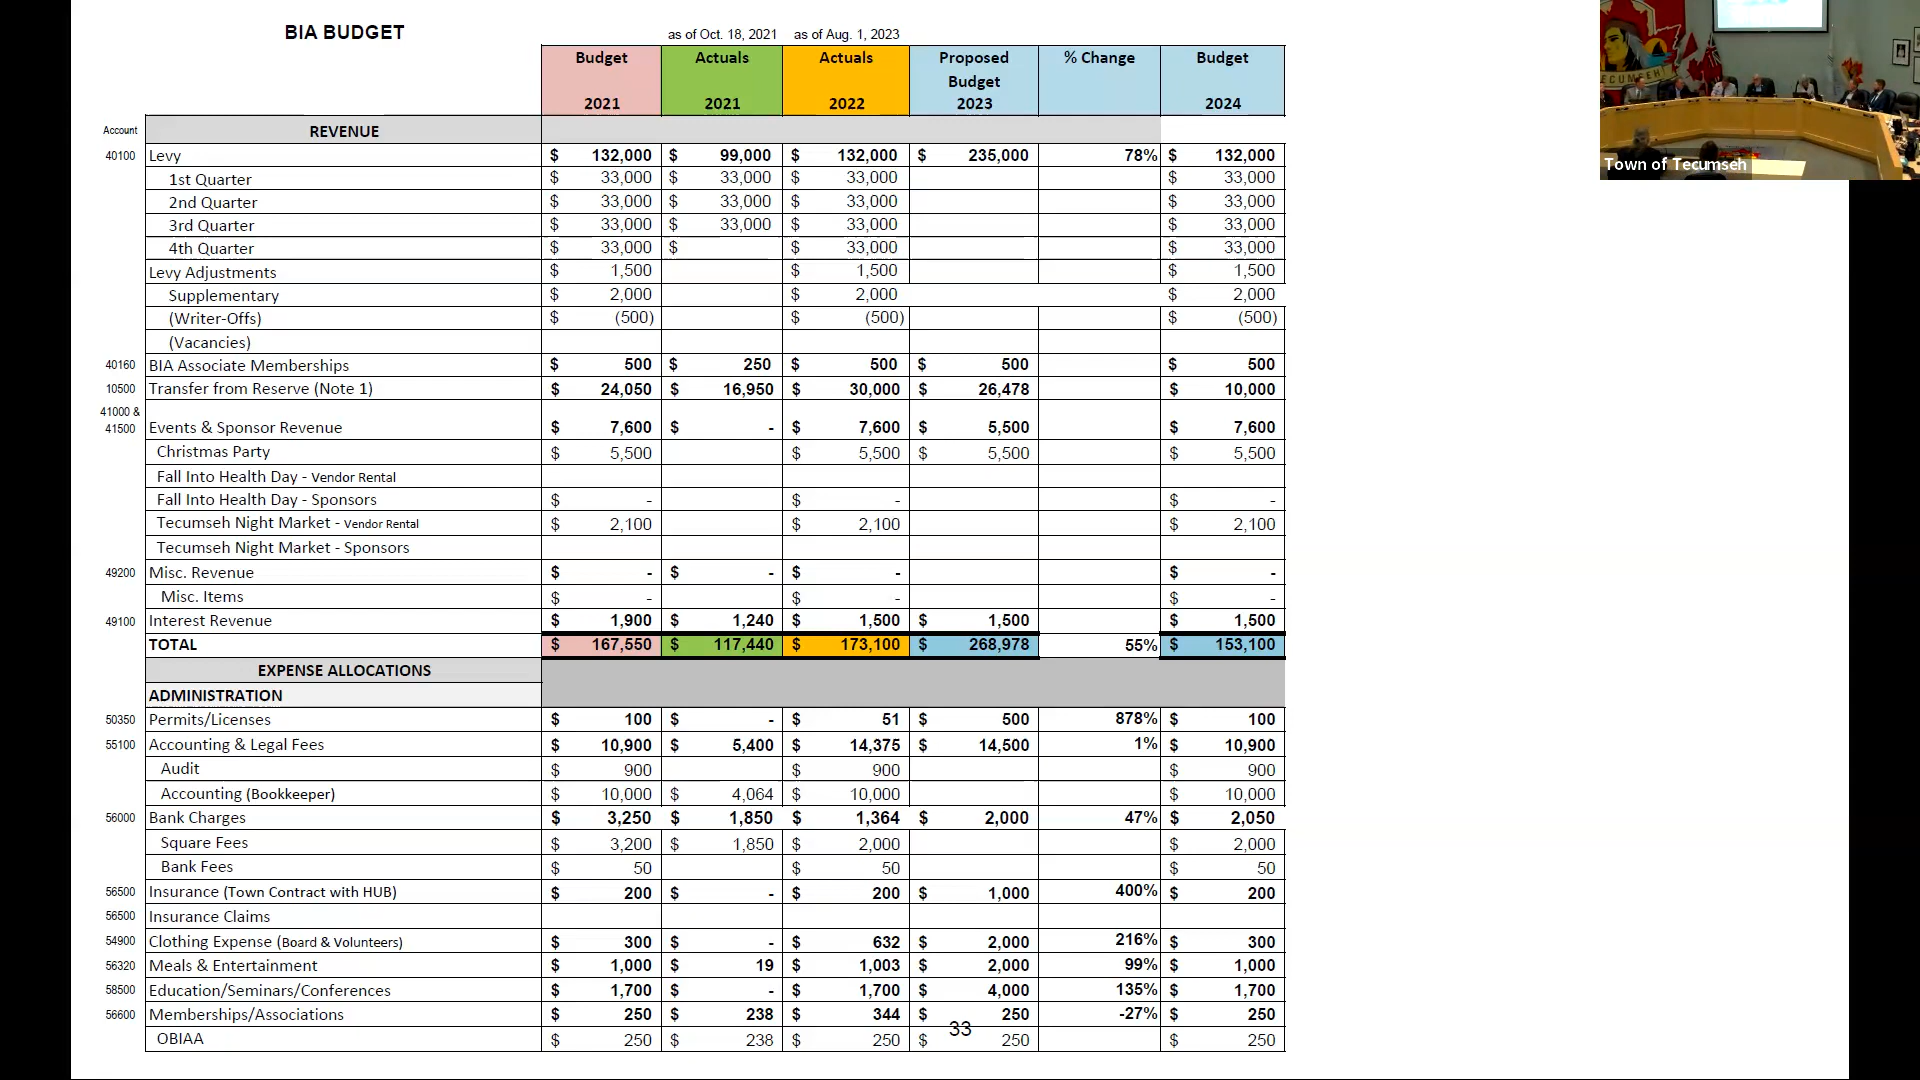 BIA BUDGET
as of Oct. 18, 2021 as of Aug. 1, 2023
Budget Actuals Actuals Proposed % Change Budget
Budget
2021 2021 2022 2023 2024
Account REVENUE
40100 Levy $ 132,000 $ 99,000 $ 132,000 $ 235,000 78% $ 132,000
1st Quarter $ 33,000 $ 33,000 $ 33,000 $ 33,000
2nd Quarter $ 33,000 $ 33,000 $ 33,000 $ 33,000
3rd Quarter $ 33,000 $ 33,000 $ 33,000 $ 33,000
4th Quarter $ 33,000 $ $ 33,000 $ 33,000
Levy Adjustments $ 1,500 $ 1,500 $ 1,500
Supplementary $ 2,000 $ 2,000 $ 2,000
(Writer-Offs) $ (500) $ (500) $ (500)
(Vacancies)
40160 BIA Associate Memberships $ 500 $ 250 $ 500 $ 500 $ 500
10500 Transfer from Reserve (Note 1) $ 24,050 $ 16,950 $ 30,000 $ 26,478 $ 10,000
41000 &
41500 Events & Sponsor Revenue $ 7,600 $ - $ 7,600 $ 5,500 $ 7,600
Christmas Party $ 5,500 $ 5,500 $ 5,500 $ 5,500
Fall Into Health Day - Vendor Rental
Fall Into Health Day - Sponsors $ - $ - $ -
Tecumseh Night Market - Vendor Rental $ 2,100 $ 2,100 $ 2,100
Tecumseh Night Market - Sponsors
49200 Misc. Revenue $ - $ - $ - $ -
Misc. Items $ - $ - $ -
49100 Interest Revenue $ 1,900 $ 1,240 $ 1,500 $ 1,500 $ 1,500
TOTAL $ 167,550 $ 117,440 $ 173,100 $ 268,978 55% $ 153,100
EXPENSE ALLOCATIONS
ADMINISTRATION
50350 Permits/Licenses $ 100 $ - $ 51 $ 500 878% $ 100
55100 Accounting & Legal Fees $ 10,900 $ 5,400 $ 14,375 $ 14,500 1% $ 10,900
Audit $ 900 $ 900 $ 900
Accounting (Bookkeeper) $ 10,000 $ 4,064 $ 10,000 $ 10,000
56000 Bank Charges $ 3,250 $ 1,850 $ 1,364 $ 2,000 47% $ 2,050
Square Fees $ 3,200 $ 1,850 $ 2,000 $ 2,000
Bank Fees $ 50 $ 50 $ 50
56500 Insurance (Town Contract with HUB) $ 200 $ - $ 200 $ 1,000 400% $ 200
56500 Insurance Claims
54900 Clothing Expense (Board & Volunteers) $ 300 $ - $ 632 $ 2,000 216% $ 300
56320 Meals & Entertainment $ 1,000 $ 19 $ 1,003 $ 2,000 99% $ 1,000
58500 Education/Seminars/Conferences $ 1,700 $ - $ 1,700 $ 4,000 135% $ 1,700
56600 Memberships/Associations $ 250 $ 238 $ 344 $ 250 -27% $ 250
OBIAA $ 250 $ 238 $ 250 $ 250 $ 250
33
TECUMSEH
Town of Tecumseh